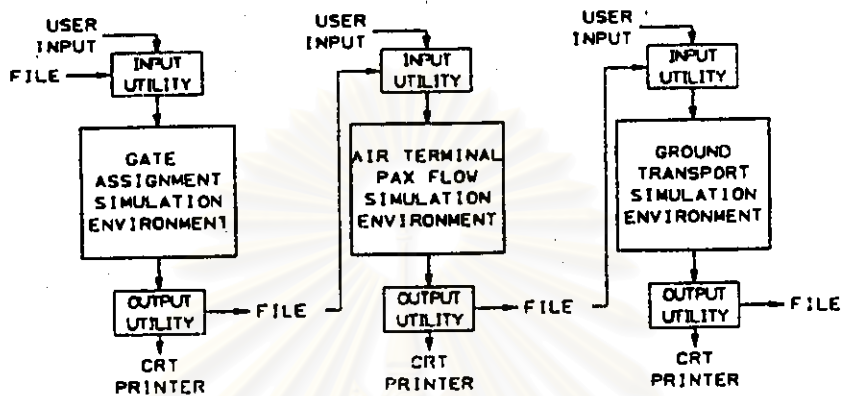 USER
INPUT
INPUT
UTILITY
FILE
GATE
ASSIGNMENT
SIMULATION
ENVIRONMENT
OUTPUT
UTILITY
FILE
CRT
PRINTER
USER
INPUT
INPUT
UTILITY
AIR TERMINAL
PAX FLOW
SIMULATION
ENVIRONMENT
OUTPUT
UTILITY
FILE
CRT
PRINTER
USER
INPUT
INPUT
UTILITY
GROUND
TRANSPORT
SIMULATION
ENVIRONMENT
OUTPUT
UTILITY
FILE
CRT
PRINTER